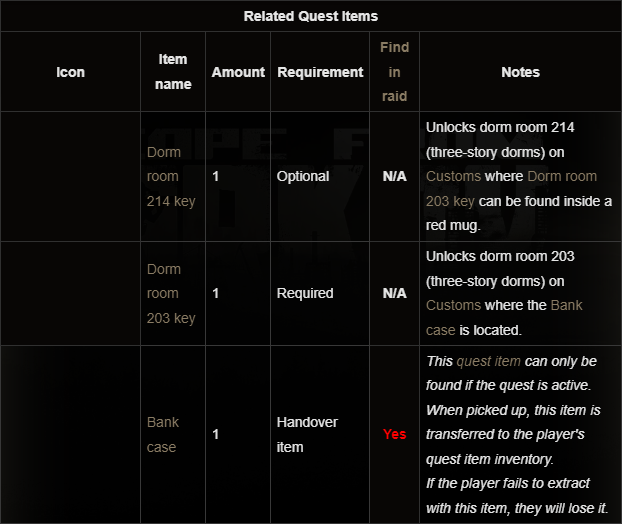 Related Quest Items
Icon
Item
name
Amount
Requirement
Find
in
raid
Notes
Dorm
room
214 key
1
Optional
N/A
Unlocks dorm room 214
(three-story dorms) on
Customs where Dorm room
203 key can be found inside a
red mug.
Dorm
room
203 key
1
Required
N/A
Unlocks dorm room 203
(three-story dorms) on
Customs where the Bank
case is located.
Bank
case
1
Handover
item
Yes
This quest item can only be
found if the quest is active.
When picked up, this item is
transferred to the player's
quest item inventory.
If the player fails to extract
with this item, they will lose it.